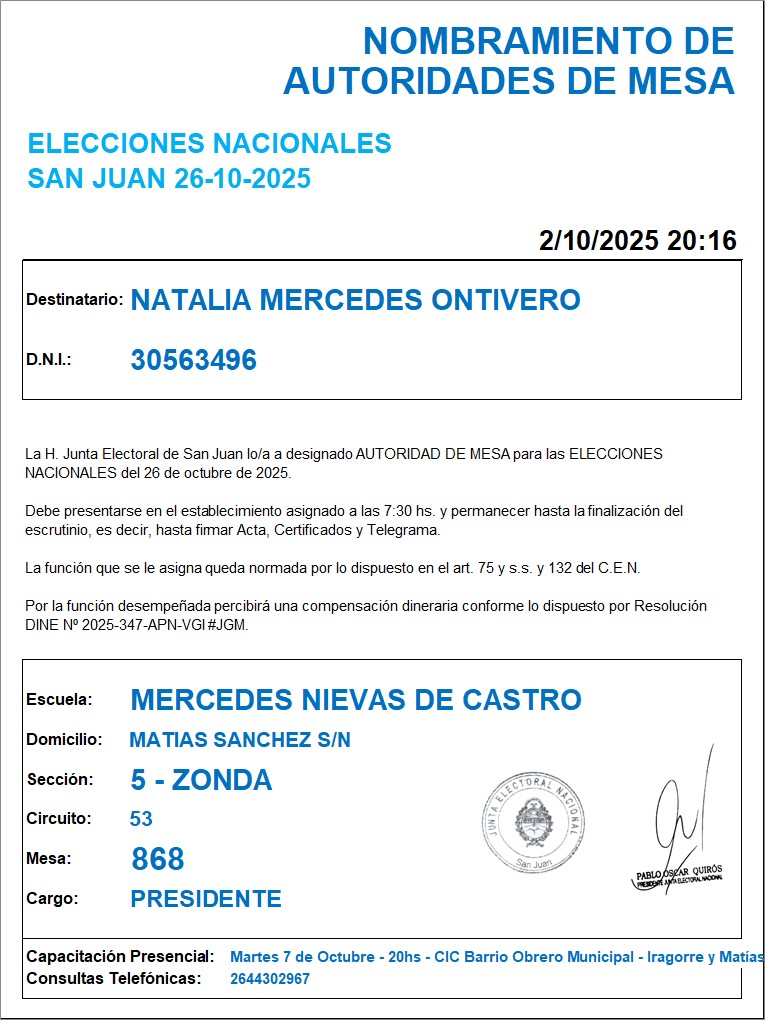 NOMBRAMIENTO DE
AUTORIDADES DE MESA
ELECCIONES NACIONALES
SAN JUAN 26-10-2025
2/10/2025 20:16
Destinatario: NATALIA MERCEDES ONTIVERO
D.N.I.: 30563496
La H. Junta Electoral de San Juan lo/a a designado AUTORIDAD DE MESA para las ELECCIONES
NACIONALES del 26 de octubre de 2025.
Debe presentarse en el establecimiento asignado a las 7:30 hs. y permanecer hasta la finalización del
escrutinio, es decir, hasta firmar Acta, Certificados y Telegrama.
La función que se le asigna queda normada por lo dispuesto en el art. 75 y s.s. y 132 del C.E.N.
Por la función desempeñada percibirá una compensación dineraria conforme lo dispuesto por Resolución
DINE Nº 2025-347-APN-VGI#JGM.
Escuela: MERCEDES NIEVAS DE CASTRO
Domicilio: MATIAS SANCHEZ S/N
Sección: 5 - ZONDA
Circuito: 53
Mesa: 868
Cargo: PRESIDENTE
JUNTA ELECTORAL NACIONAL
San Juan
PABLO OSCAR QUIRÓS
PRESIDENTE JUNTA ELECTORAL NACIONAL
Capacitación Presencial: Martes 7 de Octubre - 20hs - CIC Barrio Obrero Municipal - Iragorre y Matías
Consultas Telefónicas: 2644302967